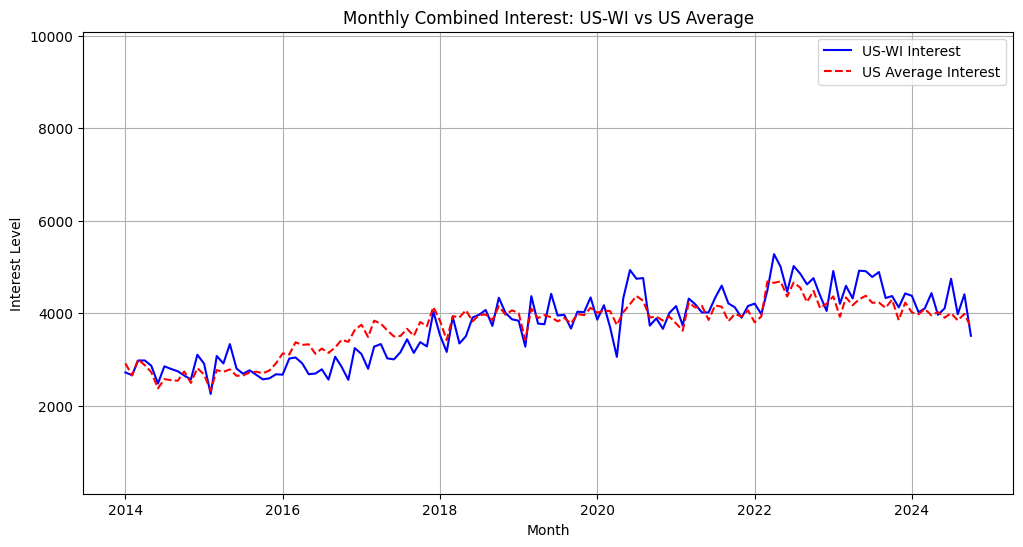 Monthly Combined Interest: US-WI vs US Average
10000
8000
6000
4000
2000
Interest Level
US-WI Interest
US Average Interest
2014 2016 2018 2020 2022 2024
Month